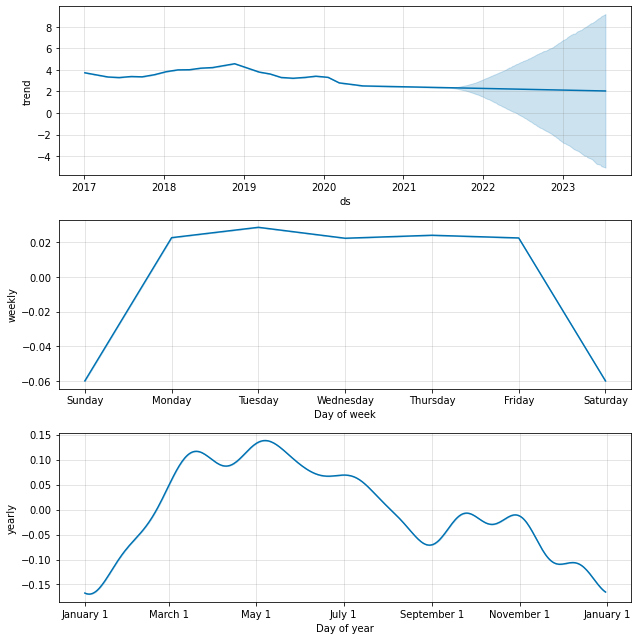 8
6
4
2
0
−2
−4
trend
2017 2018 2019 2020 2021 2022 2023
ds
0.02
0.00
−0.02
−0.04
−0.06
weekly
Sunday Monday Tuesday Wednesday Thursday Friday Saturday
Day of week
0.15
0.10
0.05
0.00
−0.05
−0.10
−0.15
yearly
January 1 March 1 May 1 July 1 September 1 November 1 January 1
Day of year